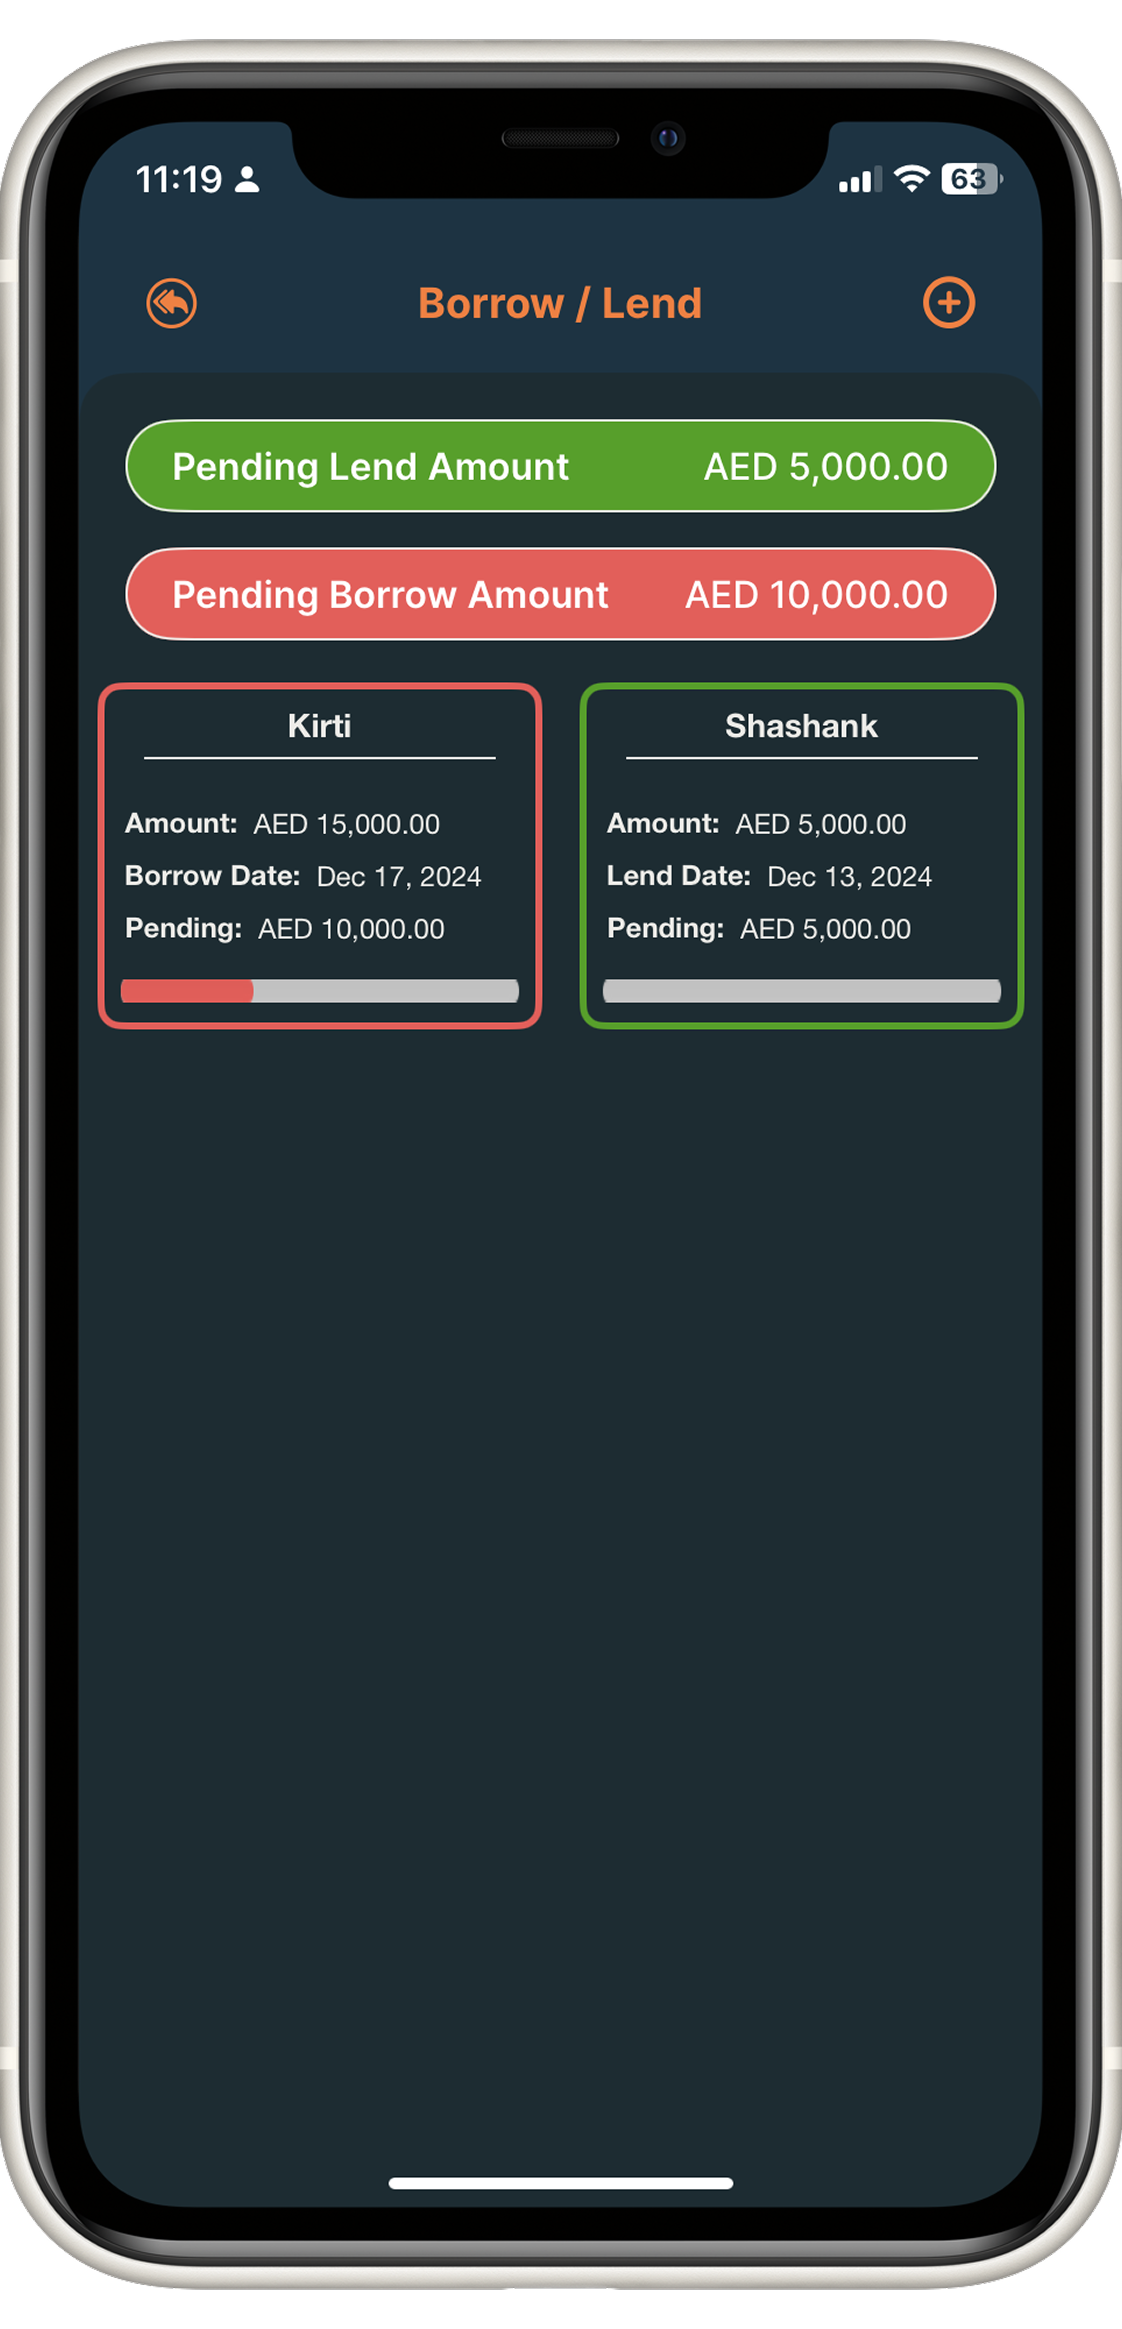 11:19
63
Borrow / Lend
Pending Lend Amount AED 5,000.00
Pending Borrow Amount AED 10,000.00
Kirti
Amount: AED 15,000.00
Borrow Date: Dec 17, 2024
Pending: AED 10,000.00
Shashank
Amount: AED 5,000.00
Lend Date: Dec 13, 2024
Pending: AED 5,000.00